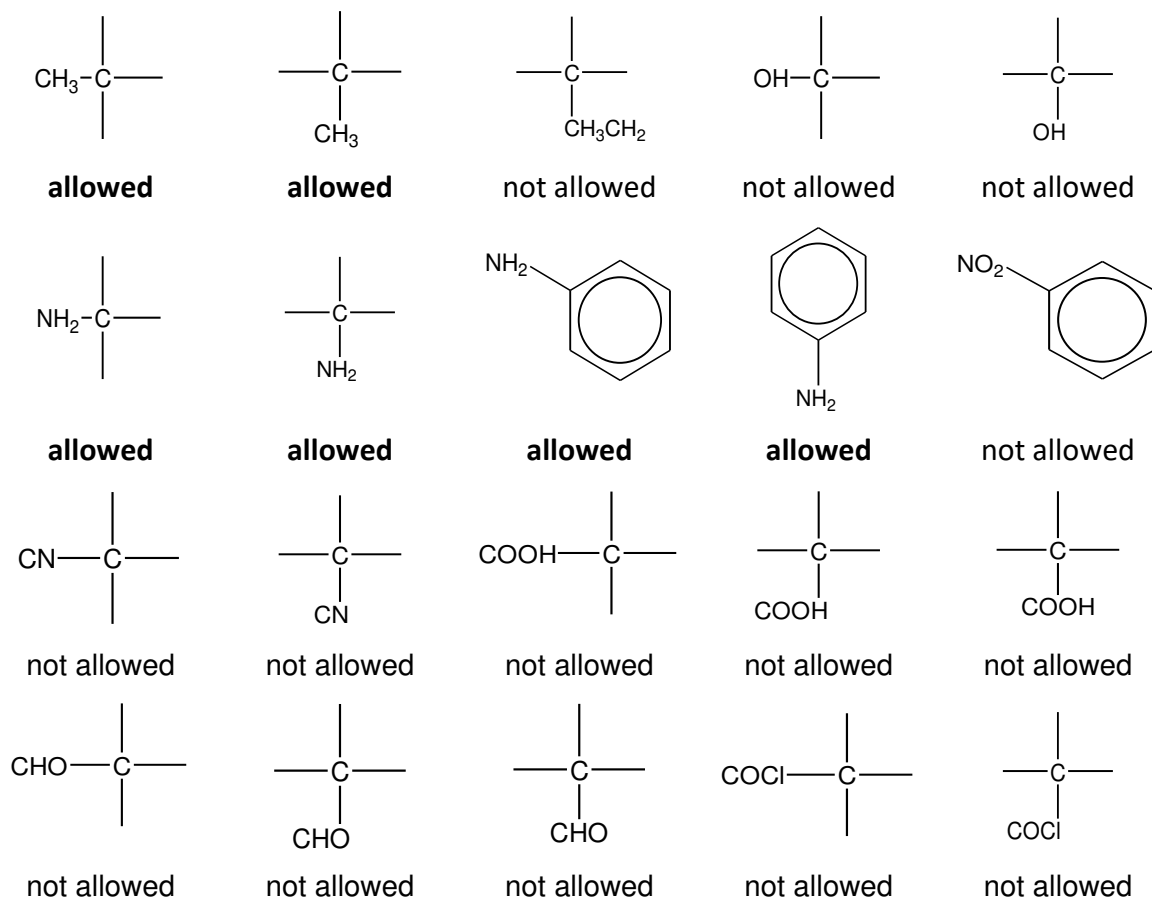 CH₃ C C C OH C C
CH₃ CH₃CH₂ OH
allowed allowed not allowed not allowed not allowed
NH₂ C C NH₂ NO₂
NH₂ NH₂
allowed allowed allowed allowed not allowed
CN C C COOH C C C
CN COOH COOH
not allowed not allowed not allowed not allowed not allowed
CHO C C C COCl C C
CHO CHO COCl
not allowed not allowed not allowed not allowed not allowed